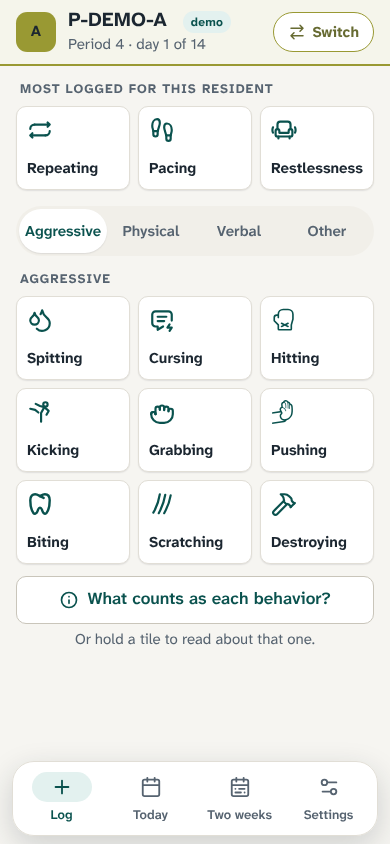 A
P-DEMO-A demo
Period 4 · day 1 of 14
Switch
MOST LOGGED FOR THIS RESIDENT
Repeating Pacing Restlessness
Aggressive Physical Verbal Other
AGGRESSIVE
Spitting Cursing Hitting
Kicking Grabbing Pushing
Biting Scratching Destroying
What counts as each behavior?
Or hold a tile to read about that one.
Log Today Two weeks Settings